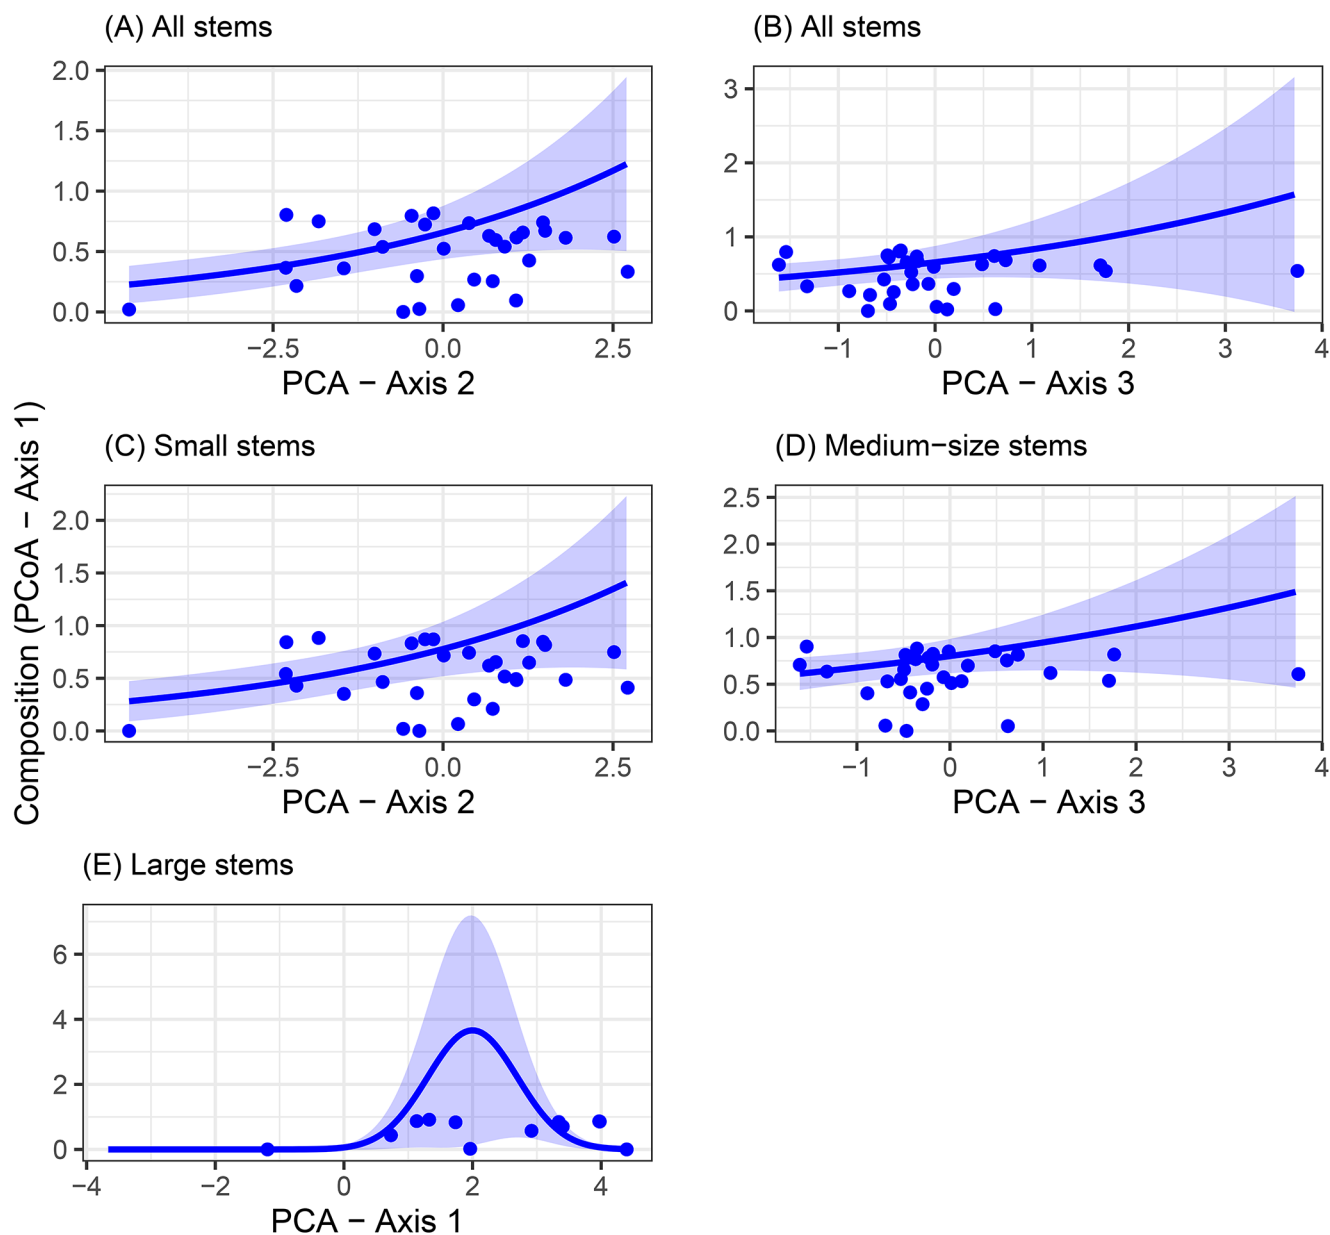 (A) All stems
2.0
1.5
1.0
0.5
0.0
−2.5 0.0 2.5
PCA − Axis 2
(B) All stems
3
2
1
0
−1 0 1 2 3 4
PCA − Axis 3
Composition (PCoA − Axis 1)
(C) Small stems
2.0
1.5
1.0
0.5
0.0
−2.5 0.0 2.5
PCA − Axis 2
(D) Medium−size stems
2.5
2.0
1.5
1.0
0.5
0.0
−1 0 1 2 3 4
PCA − Axis 3
(E) Large stems
6
4
2
0
−4 −2 0 2 4
PCA − Axis 1